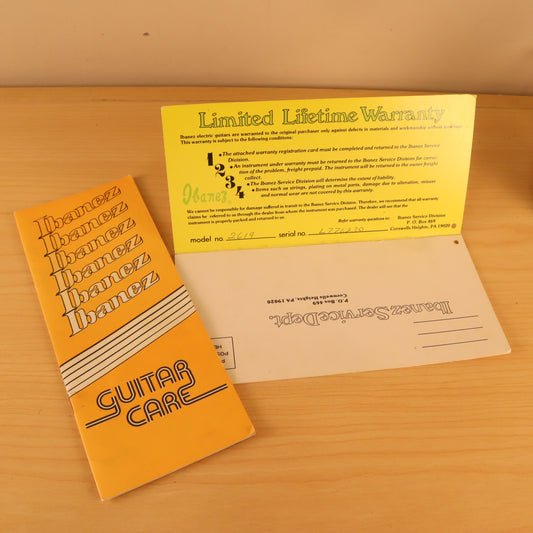 Ibanez
Ibanez
Ibanez
Ibanez
Ibanez
Ibanez
GUITAR
CARE
Limited Lifetime Warranty
Ibanez electric guitars are warranted to the original purchaser only against defects in materials and workmanship
This warranty is subject to the following conditions:
1 • The attached warranty registration card must be completed and returned to the Ibanez Service
Division.
2 • An instrument under warranty must be returned to the Ibanez Service Division for correc-
tion of the problem, freight prepaid. The instrument will be returned to the owner freight
collect.
3 • The Ibanez Service Division will determine the extent of liability.
4 • Items such as strings, plating on metal parts, damage due to alteration, misuse
and normal wear are not covered by this warranty.
Ibanez
We cannot be responsible for damage suffered in transit to the Service Division. Therefore, we recommend that all warranty
claims be referred to us through the dealer from whom the instrument was purchased. The dealer will see that the
instrument is properly packed and returned to us.
Refer warranty questions to: Ibanez Service Division
P. O. Box 469
Cornwells Heights, PA 19020
model no. 2619 serial no.
Ibanez Service Dept.
P.O. Box 469
Cornwells Heights, PA 19020